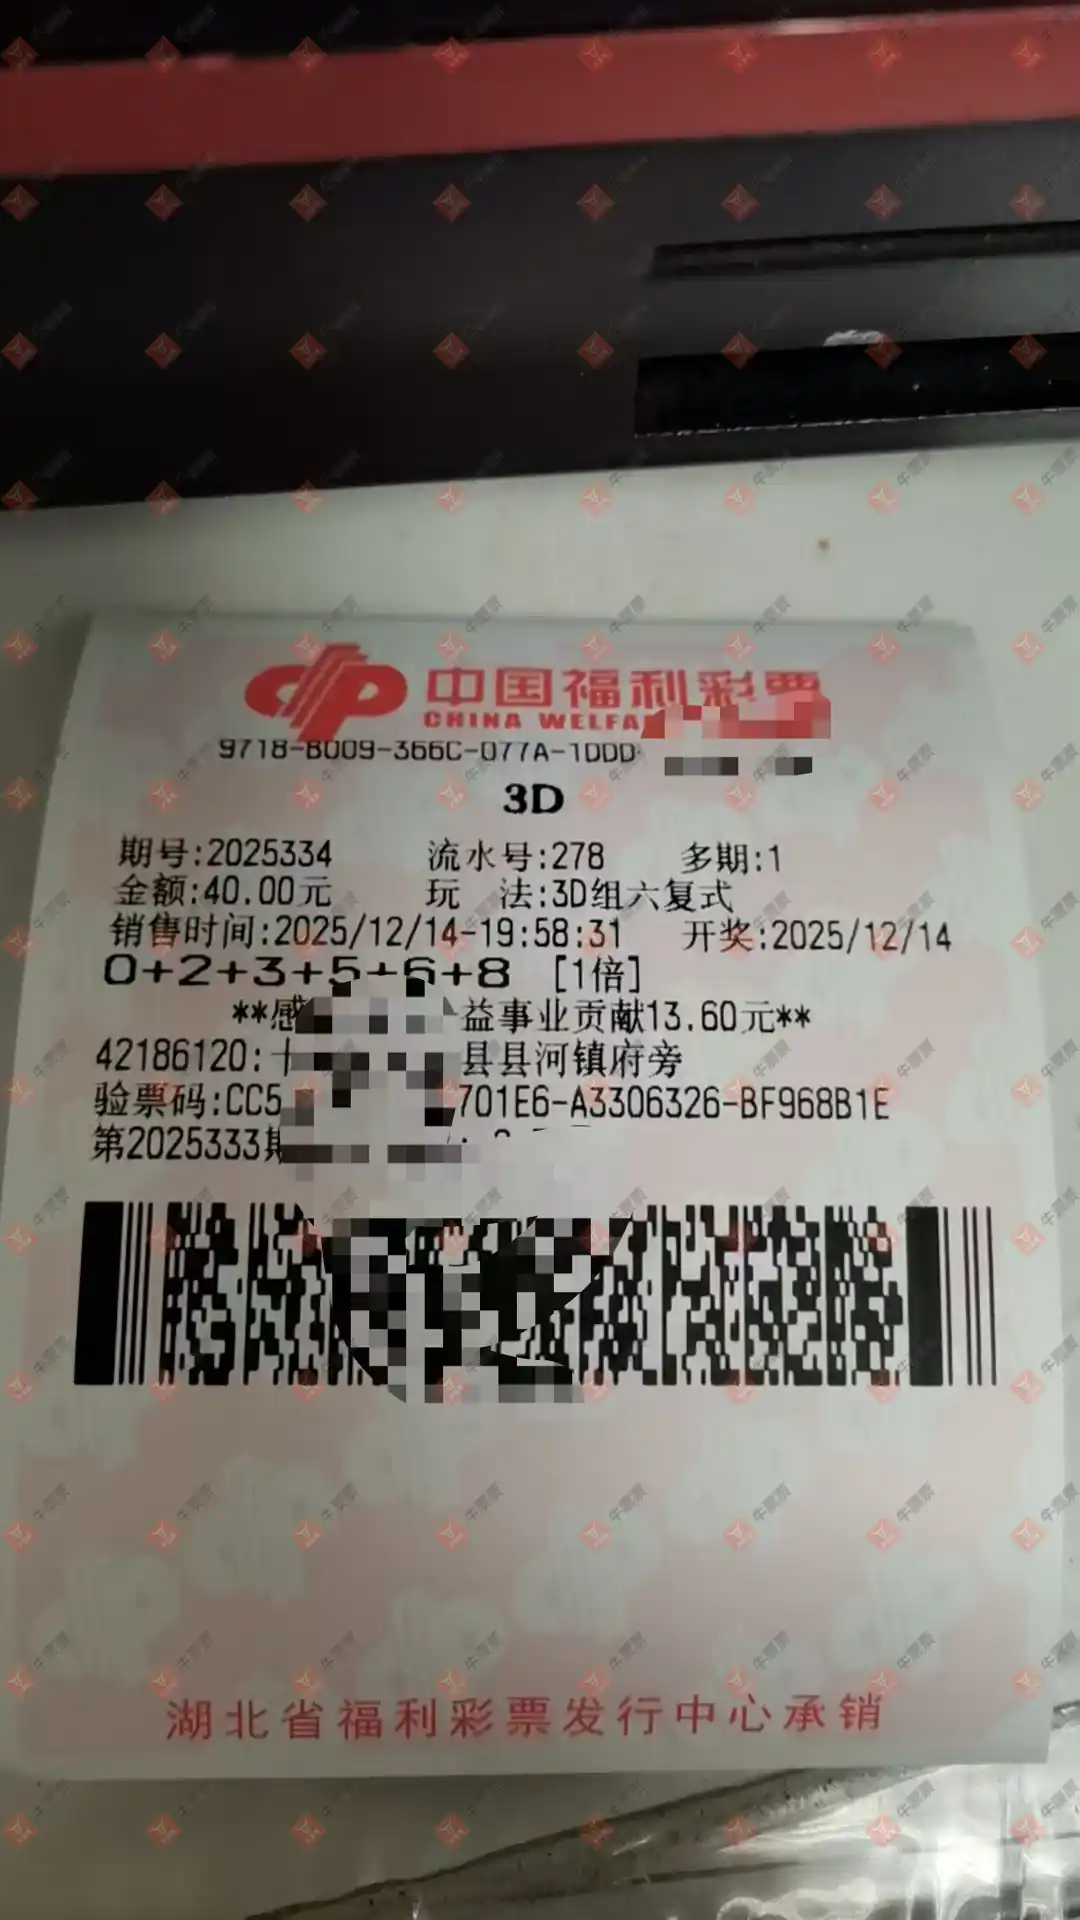 中国福利彩票
CHINA WELFA
9718-B009-366C-077A-1DDD
3D
期号:2025334 流水号:278 多期:1
金额:40.00元 玩 法:3D组六复式
销售时间:2025/12/14-19:58:31 开奖:2025/12/14
0+2+3+5+6+8 [1倍]
**感 益事业贡献13.60元**
42186120: 县县河镇府旁
验票码:CC5 701E6-A3306326-BF968B1E
第2025333期
湖北省福利彩票发行中心承销
牛票票